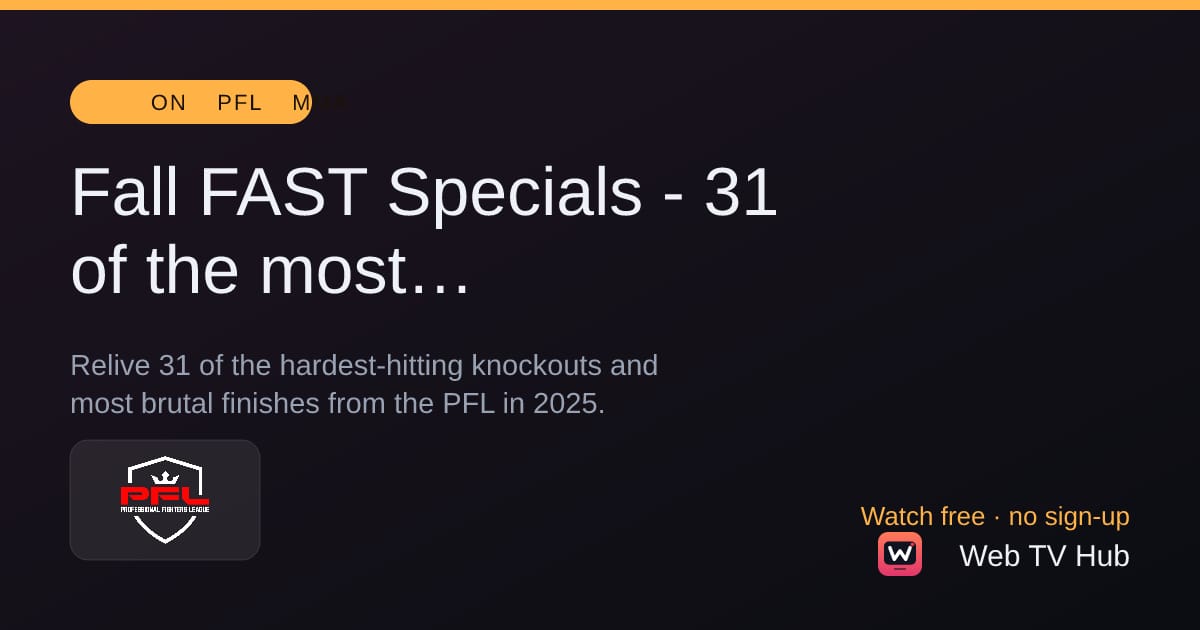 ON PFL M
Fall FAST Specials - 31
of the most…
Relive 31 of the hardest-hitting knockouts and
most brutal finishes from the PFL in 2025.
PFL
PROFESSIONAL FIGHTERS LEAGUE
Watch free · no sign-up
W
Web TV Hub